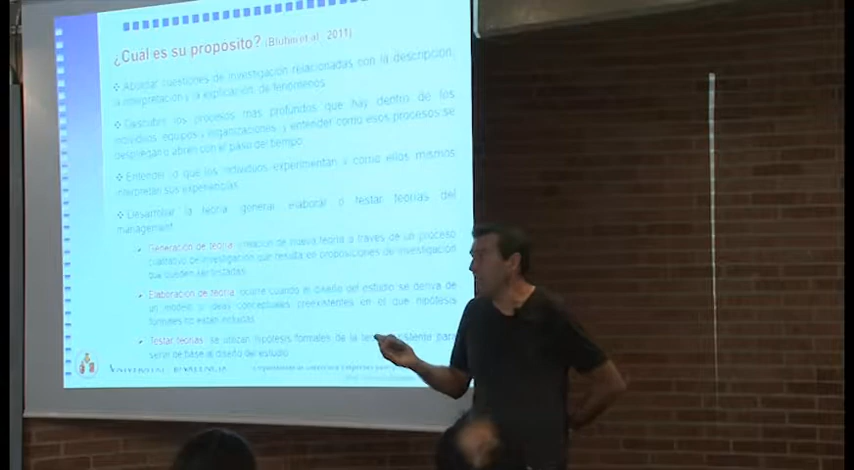 ¿Cual es su propósito? (Bluhm et al., 2011)
Abordar cuestiones de investigación relacionadas con la descripción,
la interpretación y la explicación de fenómenos.
Descubrir los procesos más profundos que hay dentro de los
individuos, equipos y organizaciones y entender como esos procesos se
despliegan o abren con el paso del tiempo
Entender lo que los individuos experimentan y como ellos mismos
interpretan sus experiencias
Desarrollar la teoría general elaborar o testar teorías del
management
Generación de teoría: creación de nueva teoría a través de un proceso
cualitativo de investigación que resulta en proposiciones de investigación
que pueden ser testadas
Elaboración de teoría: ocurre cuando el diseño del estudio se deriva de
un modelo o ideas conceptuales preexistentes en el que hipótesis
formales no están incluidas
Testar teorías: se utilizan hipótesis formales de la para
servir de base al diseño del estudio